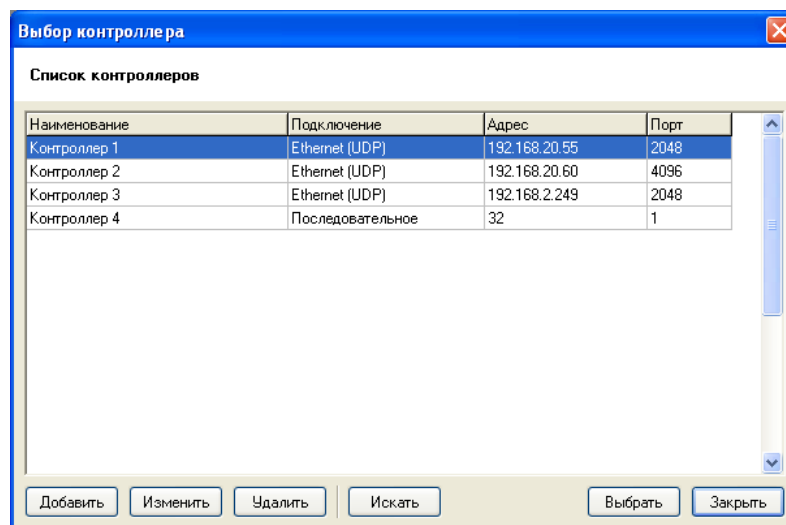 Выбор контроллера
Список контроллеров
Наименование Подключение Адрес Порт
Контроллер 1 Ethernet (UDP) 192.168.20.55 2048
Контроллер 2 Ethernet (UDP) 192.168.20.60 4096
Контроллер 3 Ethernet (UDP) 192.168.2.249 2048
Контроллер 4 Последовательное 32 1
Добавить Изменить Удалить Искать Выбрать Закрыть